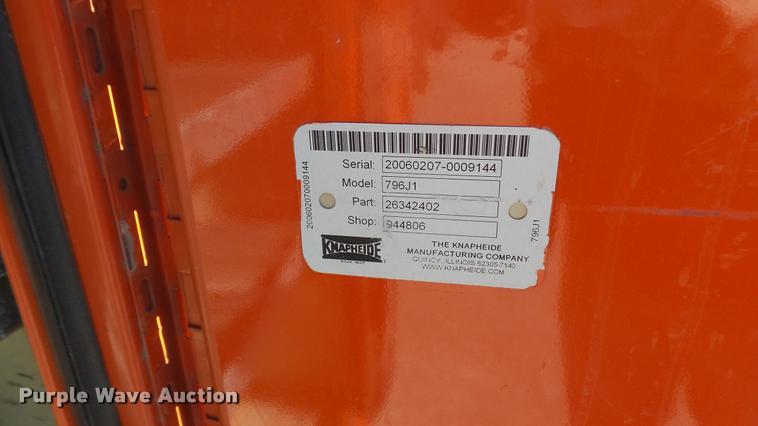 Serial: 20060207-0009144
Model: 796J1
Part: 26342402
Shop: 944806
200602070009144
796J1
KNAPHEIDE
THE KNAPHEIDE
MANUFACTURING COMPANY
QUINCY, ILLINOIS 62305-7140
WWW.KNAPHEIDE.COM
Purple Wave Auction